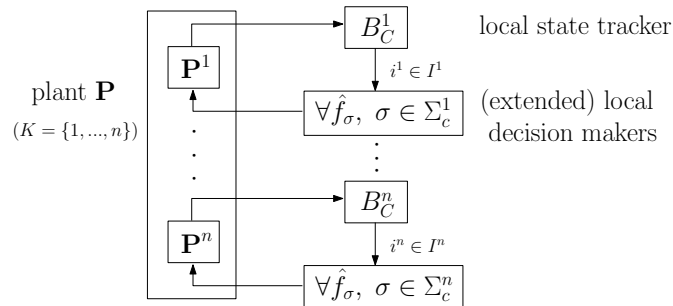 B_C^1 local state tracker
P^1
i^1 ∈ I^1
plant P
(K = {1, ..., n})
∀f̂_σ, σ ∈ Σ_c^1
(extended) local
decision makers
B_C^n
P^n
i^n ∈ I^n
∀f̂_σ, σ ∈ Σ_c^n